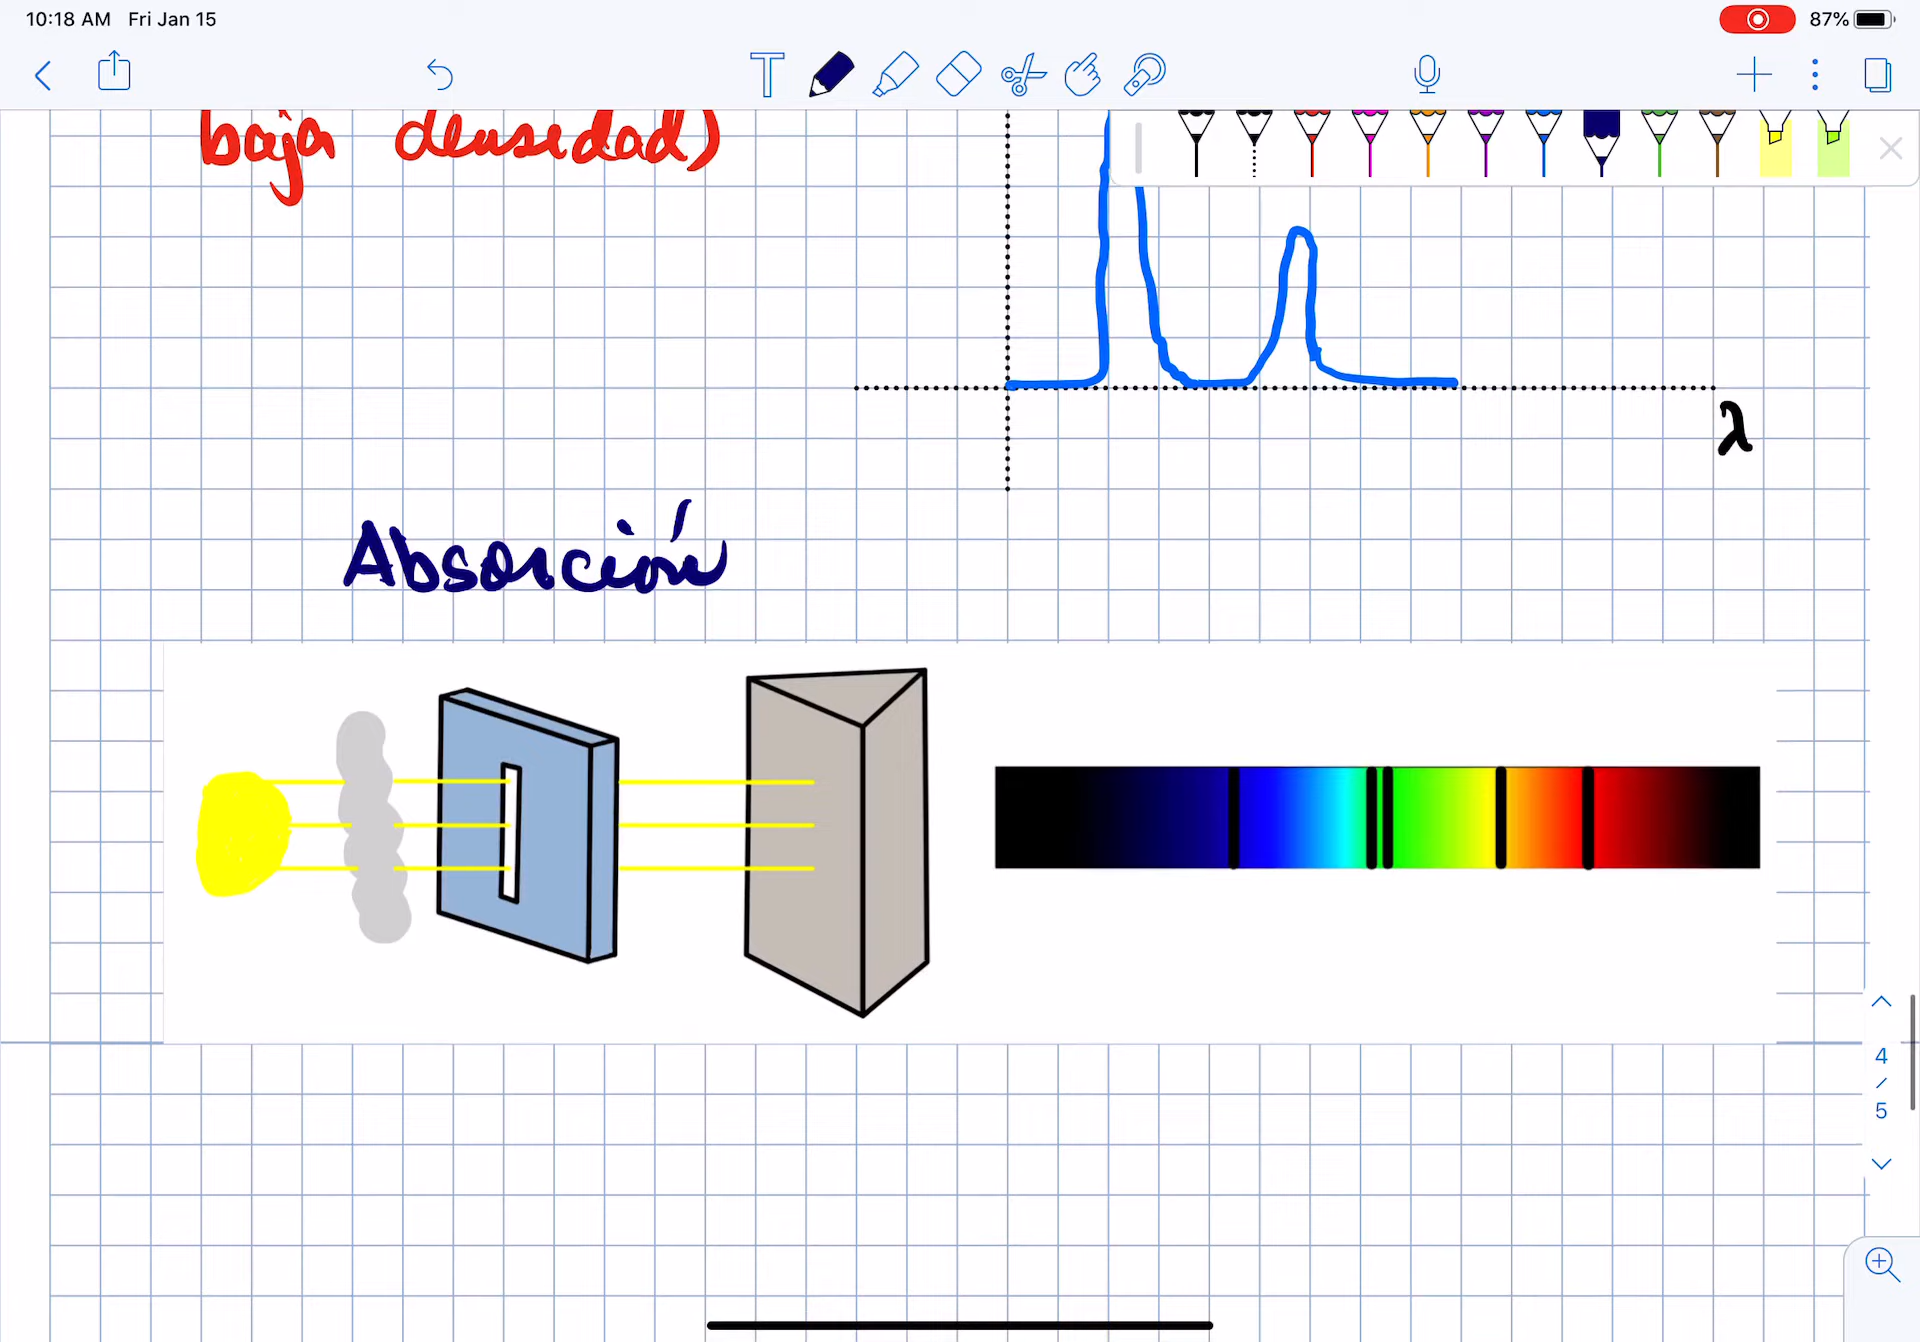 10:18 AM Fri Jan 15
87%
T
baja densidad)
λ
Absorción
4
/
5